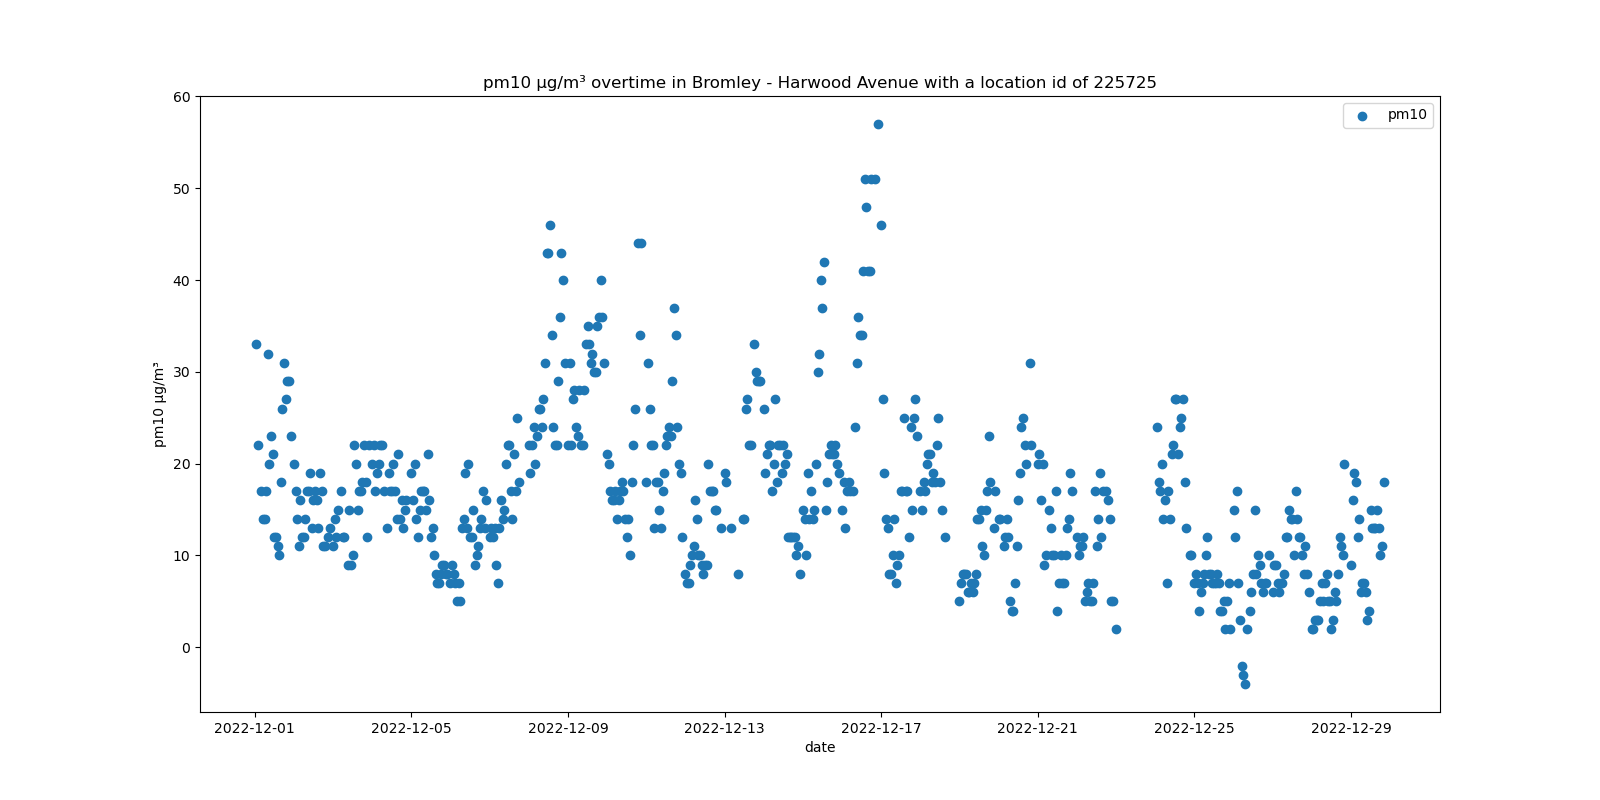 pm10 µg/m³ overtime in Bromley - Harwood Avenue with a location id of 225725
pm10
60
50
40
30
20
10
0
pm10 µg/m³
2022-12-01 2022-12-05 2022-12-09 2022-12-13 2022-12-17 2022-12-21 2022-12-25 2022-12-29
date